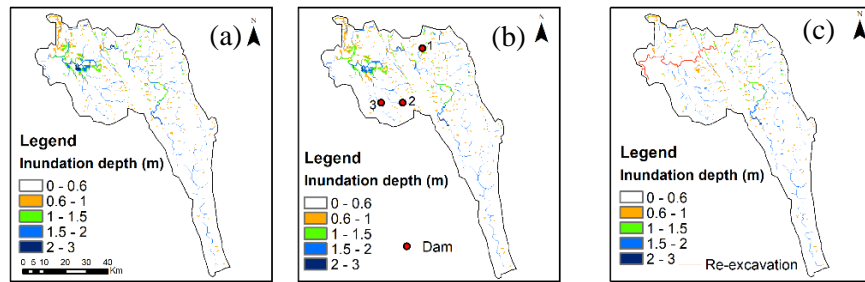 (a)
N
Legend
Inundation depth (m)
0 - 0.6
0.6 - 1
1 - 1.5
1.5 - 2
2 - 3
0 5 10 20 30 40
Km
(b)
N
1
3
2
Legend
Inundation depth (m)
0 - 0.6
0.6 - 1
1 - 1.5
1.5 - 2
2 - 3
Dam
(c)
N
Legend
Inundation depth (m)
0 - 0.6
0.6 - 1
1 - 1.5
1.5 - 2
2 - 3
Re-excavation